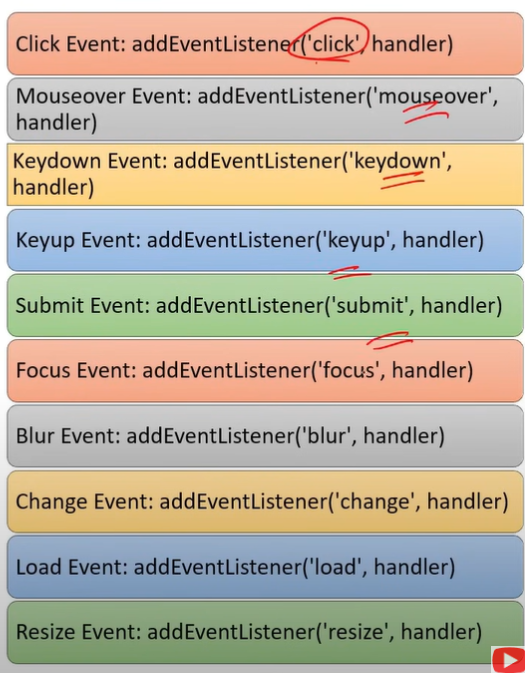 Click Event: addEventListener('click', handler)
Mouseover Event: addEventListener('mouseover',
handler)
Keydown Event: addEventListener('keydown',
handler)
Keyup Event: addEventListener('keyup', handler)
Submit Event: addEventListener('submit', handler)
Focus Event: addEventListener('focus', handler)
Blur Event: addEventListener('blur', handler)
Change Event: addEventListener('change', handler)
Load Event: addEventListener('load', handler)
Resize Event: addEventListener('resize', handler)